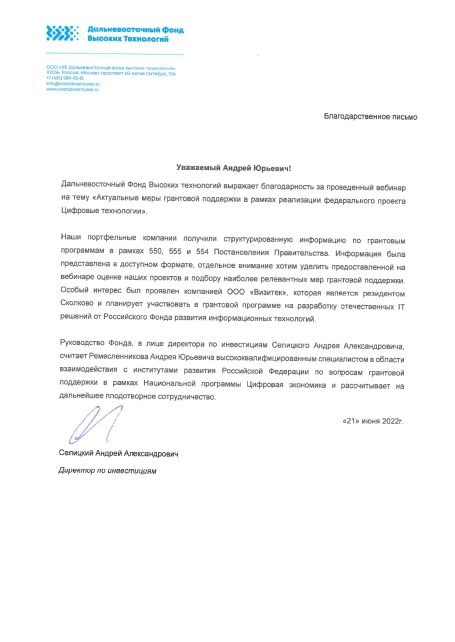 Дальневосточный Фонд
Высоких Технологий
ООО «УК Дальневосточный фонд высоких технологий»
117036, Россия, Москва, проспект 60-летия Октября, 10А
info@vostokventures.ru
www.vostokventures.ru
Благодарственное письмо
Уважаемый Андрей Юрьевич!
Дальневосточный Фонд Высоких технологий выражает благодарность за проведенный вебинар
на тему «Актуальные меры грантовой поддержки в рамках реализации федерального проекта
Цифровые технологии».
Наши портфельные компании получили структурированную информацию по грантовым
программам в рамках 550, 555 и 554 Постановления Правительства. Информация была
представлена в доступном формате, отдельное внимание хотим уделить предоставленной на
вебинаре оценке наших проектов и подбору наиболее релевантных мер грантовой поддержки.
Особый интерес был проявлен компанией ООО «Визитек», которая является резидентом
Сколково и планирует участвовать в грантовой программе на разработку отечественных IT
решений от Российского Фонда развития информационных технологий.
Руководство Фонда, в лице директора по инвестициям Селицкого Андрея Александровича,
считает Ремесленникова Андрея Юрьевича высококвалифицированным специалистом в области
взаимодействия с институтами развития Российской Федерации по вопросам грантовой
поддержки в рамках Национальной программы Цифровая экономика и рассчитывает на
дальнейшее плодотворное сотрудничество.
«21» июня 2022г.
Селицкий Андрей Александрович
Директор по инвестициям